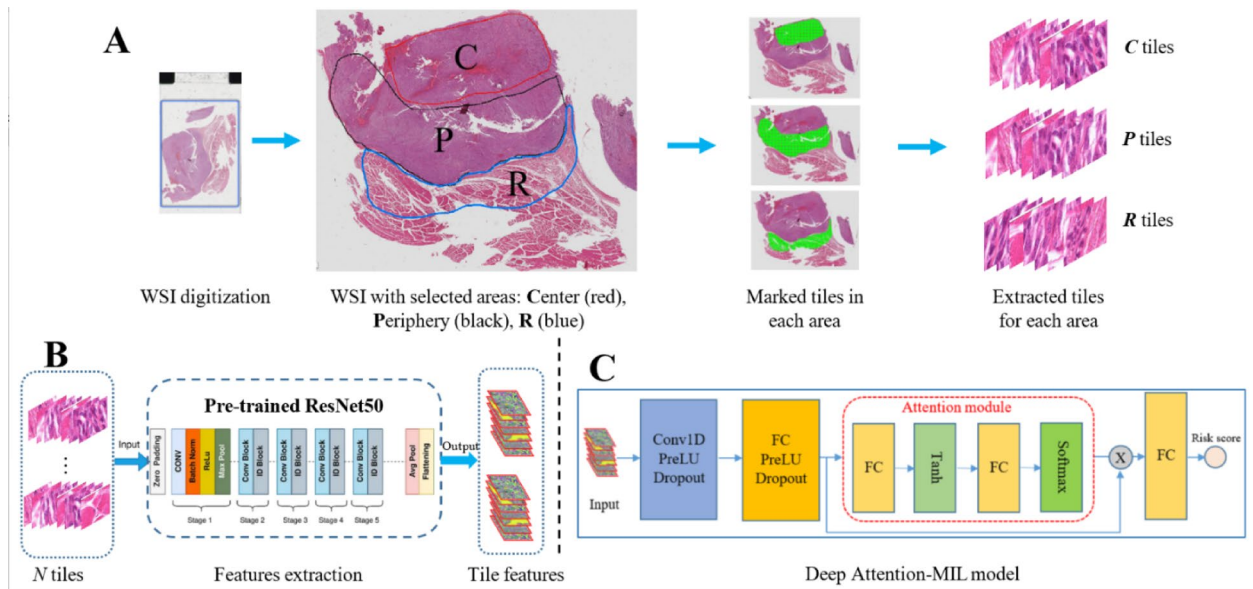 A
C
P
R
C tiles
P tiles
R tiles
WSI digitization
WSI with selected areas: Center (red),
Periphery (black), R (blue)
Marked tiles in
each area
Extracted tiles
for each area
B
Pre-trained ResNet50
Input
Zero Padding
CONV
Batch Norm
ReLu
Max Pool
Conv Block
ID Block
Conv Block
ID Block
Conv Block
ID Block
Conv Block
ID Block
Avg Pool
Flattening
Output
Stage 1
Stage 2
Stage 3
Stage 4
Stage 5
N tiles
Features extraction
Tile features
C
Attention module
Input
Conv1D
PreLU
Dropout
FC
PreLU
Dropout
FC
Tanh
FC
Softmax
X
FC
Risk score
Deep Attention-MIL model